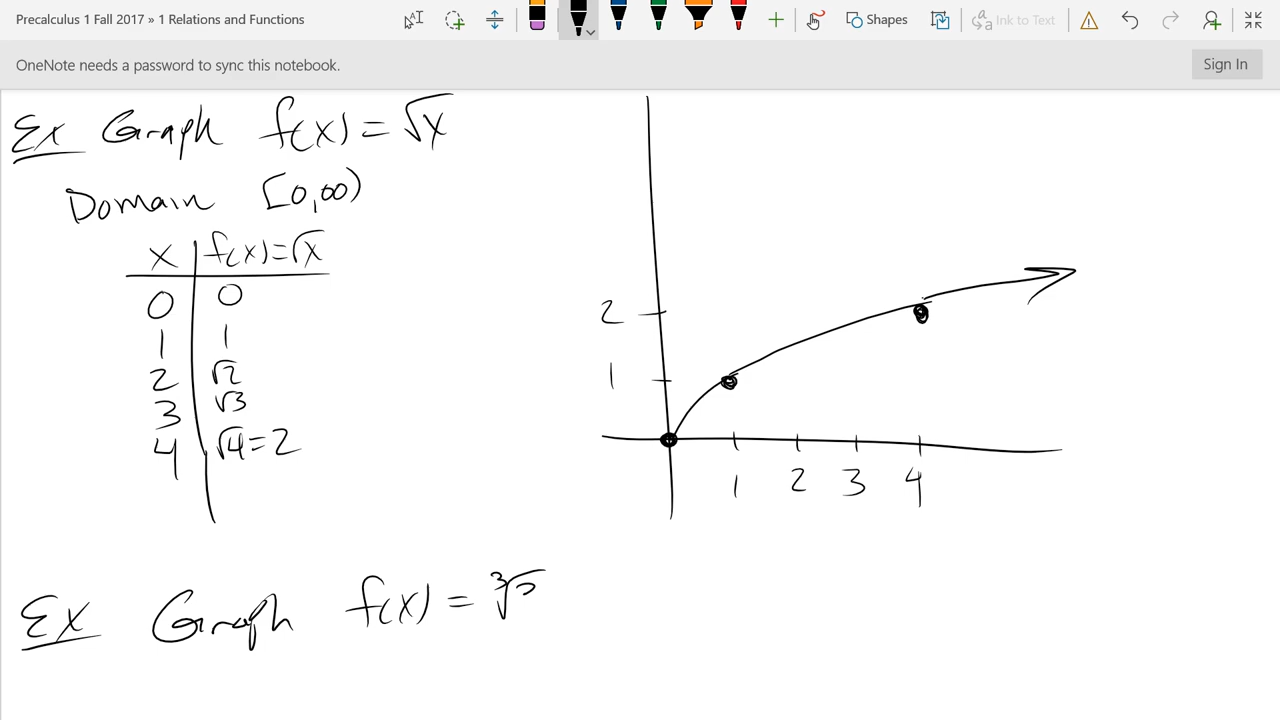 Precalculus 1 Fall 2017 » 1 Relations and Functions
Shapes
Ink to Text
OneNote needs a password to sync this notebook.
Sign In
Ex Graph f(x) = √x
Domain [0,∞)
x f(x)=√x
0 0
1 1
2 √2
3 √3
4 √4=2
2
1
1 2 3 4
Ex Graph f(x) = ∛